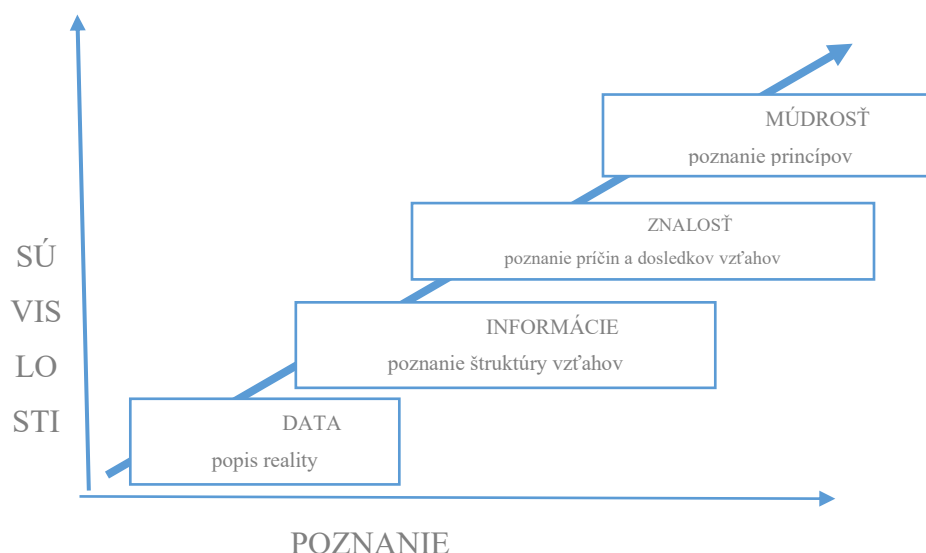 MÚDROSŤ
poznanie princípov
ZNALOSŤ
poznanie príčin a dosledkov vzťahov
INFORMÁCIE
poznanie štruktúry vzťahov
DATA
popis reality
SÚ
VIS
LO
STI
POZNANIE